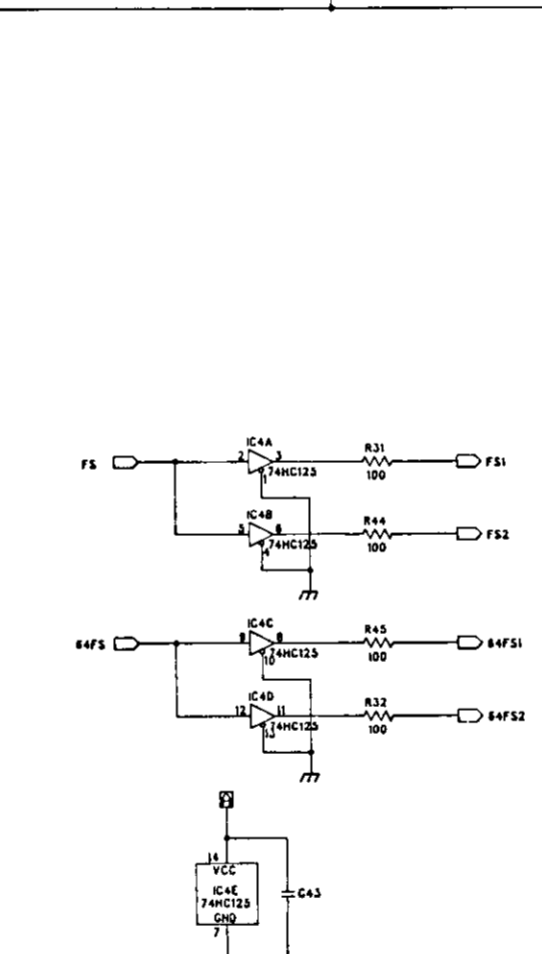 IC4A
R31
FS
2
3
FS1
1
74HC125
100
IC4B
R44
5
6
FS2
4
74HC125
100
IC4C
R45
64FS
9
8
64FS1
10
74HC125
100
IC4D
R32
12
11
64FS2
13
74HC125
100
A
14
VCC
IC4E
C43
74HC125
GND
7